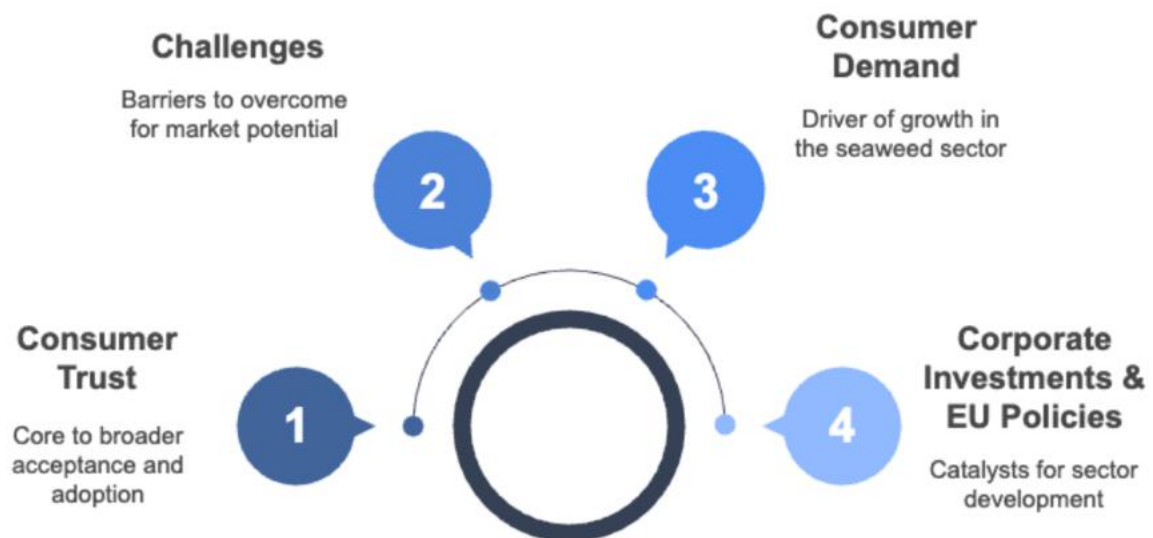 1
Consumer
Trust
Core to broader
acceptance and
adoption
2
Challenges
Barriers to overcome
for market potential
3
Consumer
Demand
Driver of growth in
the seaweed sector
4
Corporate
Investments &
EU Policies
Catalysts for sector
development